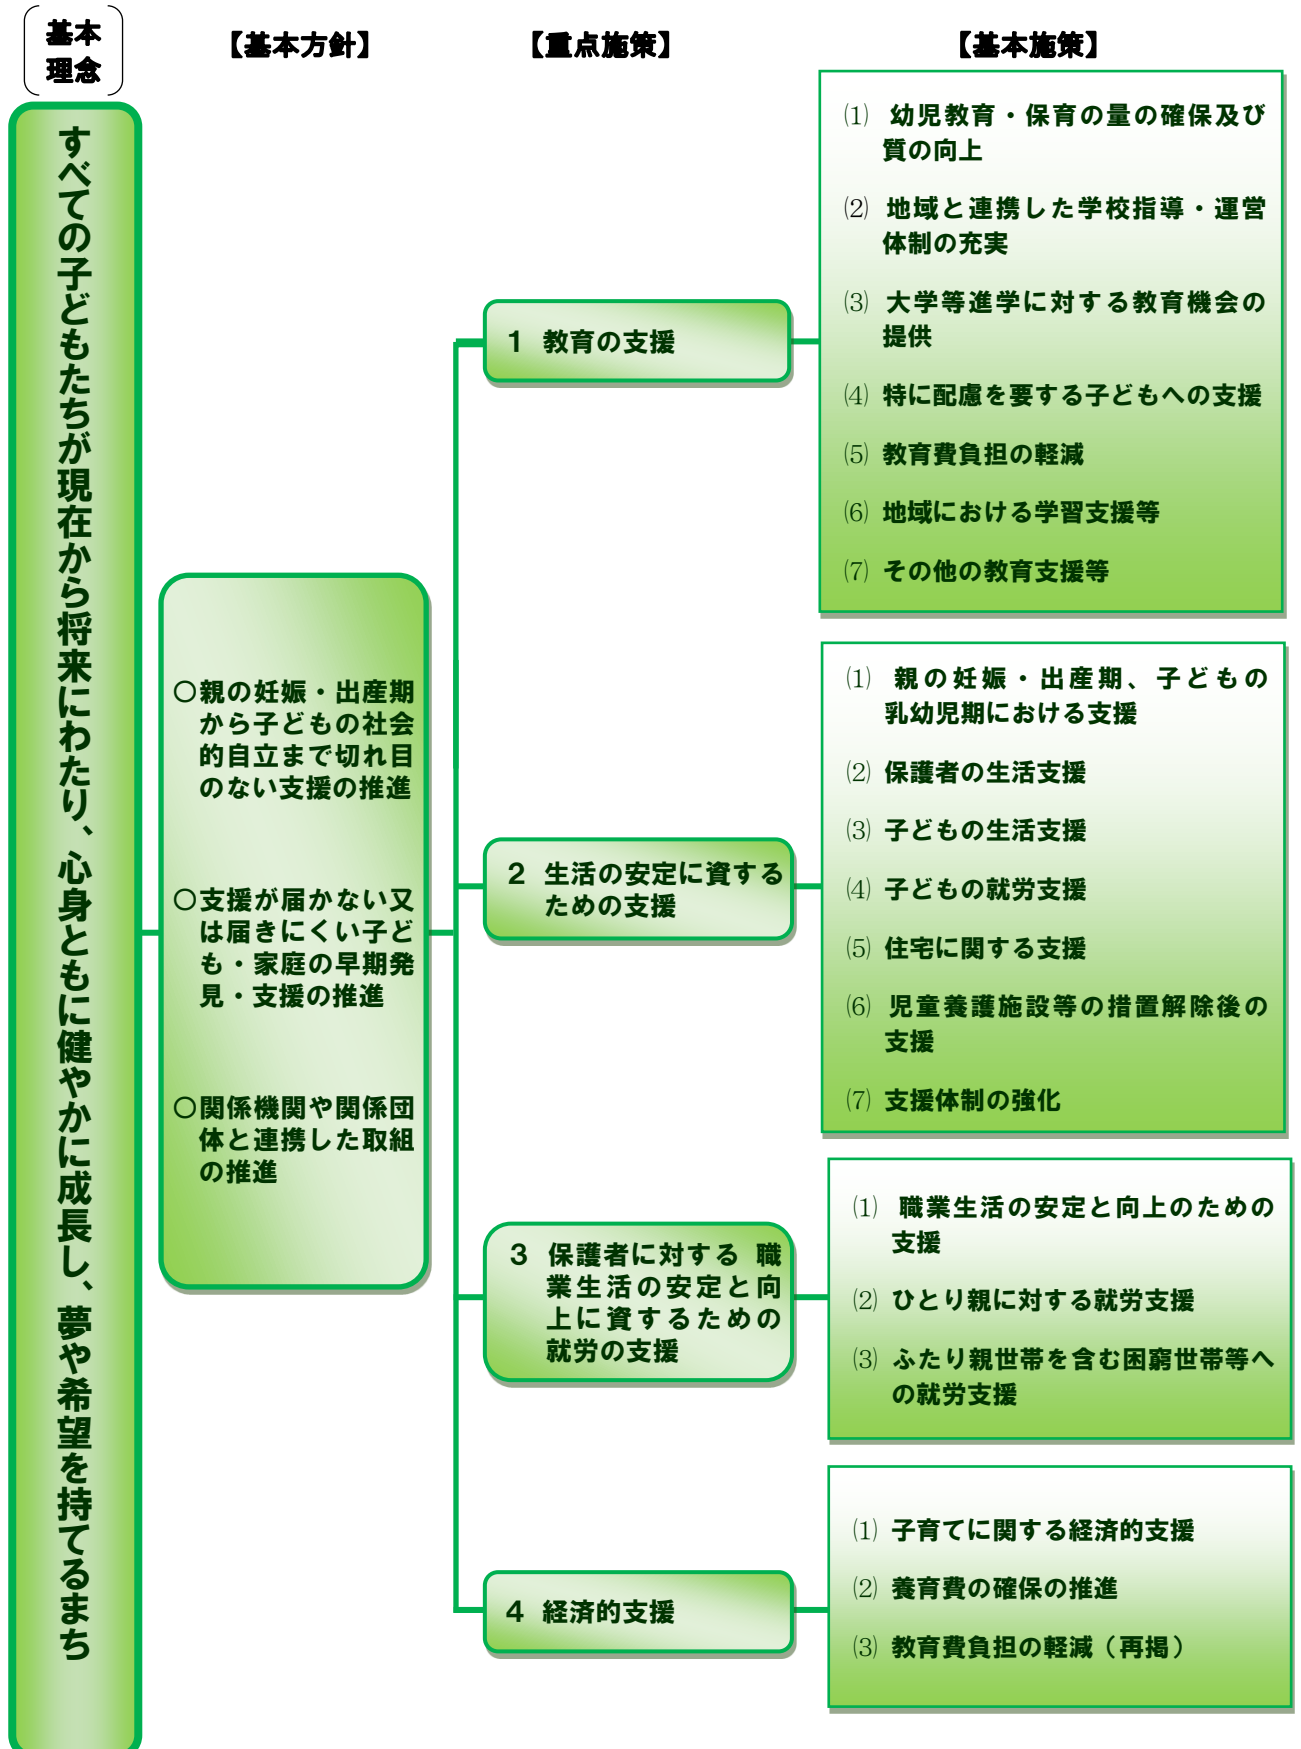 基本
理念
【基本方針】
【重点施策】
【基本施策】
すべての子どもたちが現在から将来にわたり、心身ともに健やかに成長し、夢や希望を持てるまち
○親の妊娠・出産期
から子どもの社会
的自立まで切れ目
のない支援の推進
○支援が届かない又
は届きにくい子ど
も・家庭の早期発
見・支援の推進
○関係機関や関係団
体と連携した取組
の推進
1 教育の支援
⑴ 幼児教育・保育の量の確保及び
質の向上
⑵ 地域と連携した学校指導・運営
体制の充実
⑶ 大学等進学に対する教育機会の
提供
⑷ 特に配慮を要する子どもへの支援
⑸ 教育費負担の軽減
⑹ 地域における学習支援等
⑺ その他の教育支援等
2 生活の安定に資する
ための支援
⑴ 親の妊娠・出産期、子どもの
乳幼児期における支援
⑵ 保護者の生活支援
⑶ 子どもの生活支援
⑷ 子どもの就労支援
⑸ 住宅に関する支援
⑹ 児童養護施設等の措置解除後の
支援
⑺ 支援体制の強化
3 保護者に対する 職
業生活の安定と向
上に資するための
就労の支援
⑴ 職業生活の安定と向上のための
支援
⑵ ひとり親に対する就労支援
⑶ ふたり親世帯を含む困窮世帯等へ
の就労支援
4 経済的支援
⑴ 子育てに関する経済的支援
⑵ 養育費の確保の推進
⑶ 教育費負担の軽減（再掲）